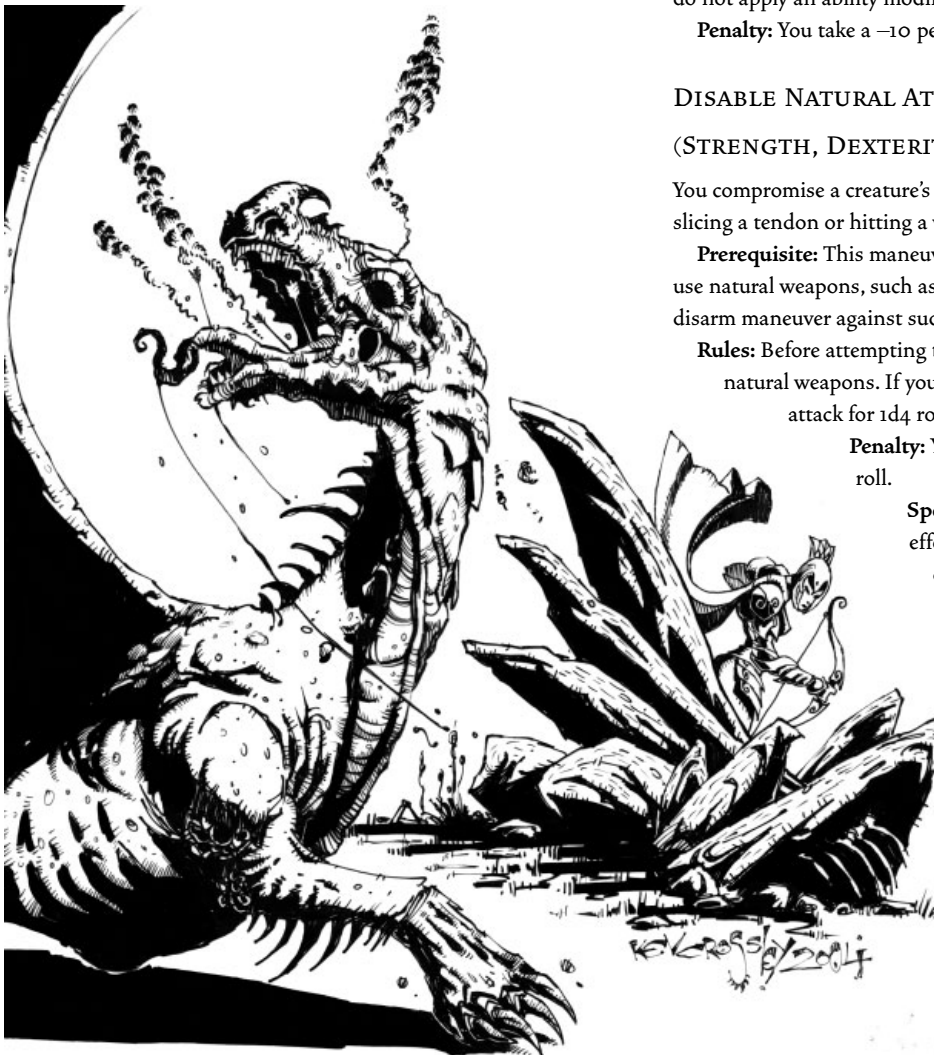 do not apply an ability modif
Penalty: You take a –10 pe
DISABLE NATURAL AT
(STRENGTH, DEXTERIT
You compromise a creature’s
slicing a tendon or hitting a v
Prerequisite: This maneuv
use natural weapons, such as
disarm maneuver against suc
Rules: Before attempting t
natural weapons. If you
attack for 1d4 ro
Penalty: Y
roll.
Spe
effe
2004